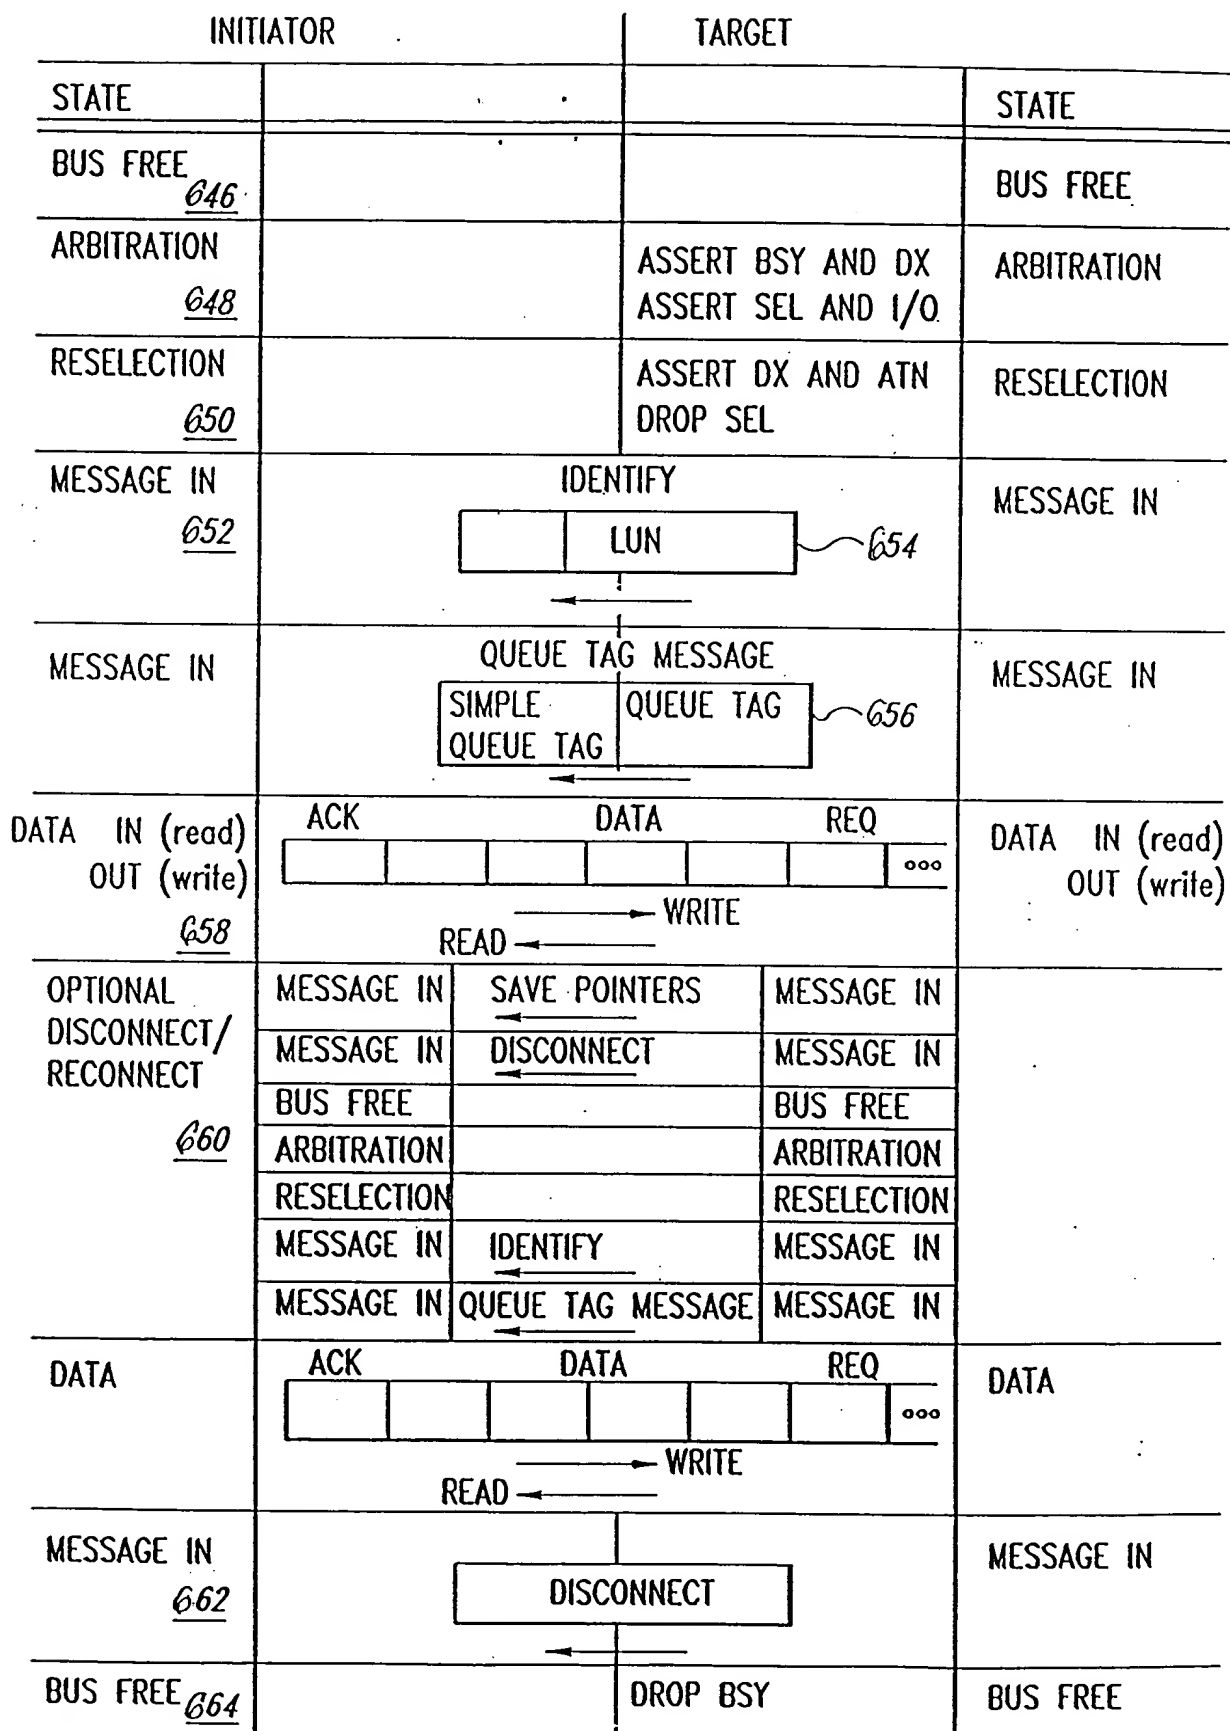 INITIATOR TARGET
STATE STATE
BUS FREE BUS FREE
646
ARBITRATION ASSERT BSY AND DX ARBITRATION
648 ASSERT SEL AND I/O
RESELECTION ASSERT DX AND ATN RESELECTION
650 DROP SEL
MESSAGE IN IDENTIFY MESSAGE IN
652 LUN 654
MESSAGE IN QUEUE TAG MESSAGE MESSAGE IN
SIMPLE QUEUE TAG 656
QUEUE TAG
DATA IN (read) ACK DATA REQ DATA IN (read)
OUT (write) ooo OUT (write)
658 WRITE
READ
OPTIONAL MESSAGE IN SAVE POINTERS MESSAGE IN
DISCONNECT/ MESSAGE IN DISCONNECT MESSAGE IN
RECONNECT BUS FREE BUS FREE
660 ARBITRATION ARBITRATION
RESELECTION RESELECTION
MESSAGE IN IDENTIFY MESSAGE IN
MESSAGE IN QUEUE TAG MESSAGE MESSAGE IN
DATA ACK DATA REQ DATA
ooo
WRITE
READ
MESSAGE IN DISCONNECT MESSAGE IN
662
BUS FREE 664 DROP BSY BUS FREE